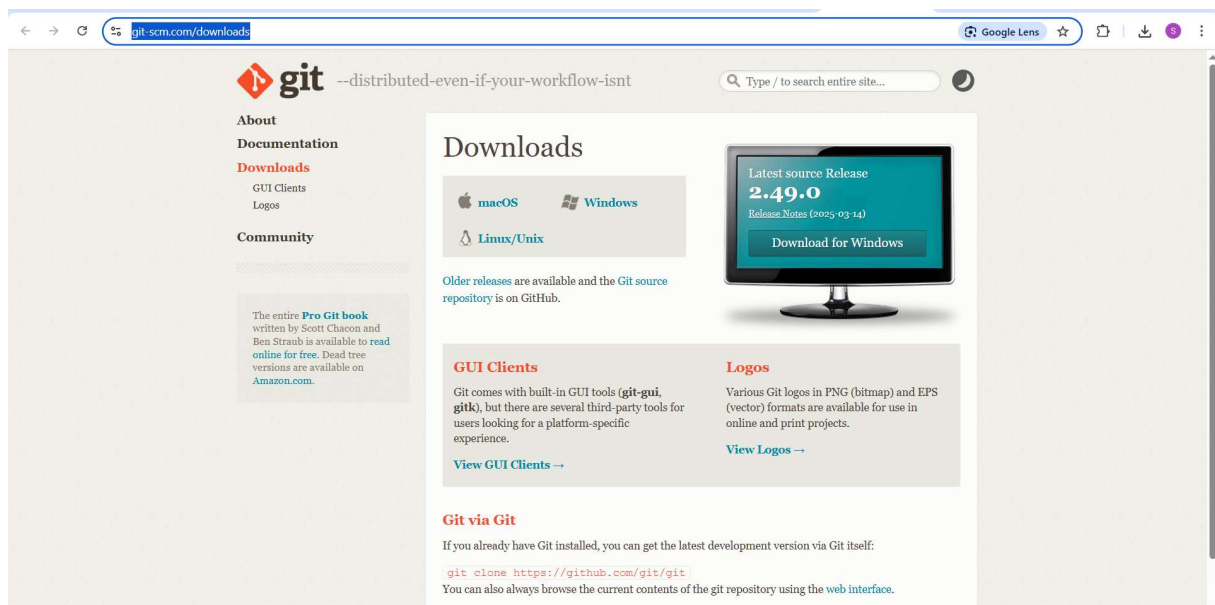 git-scm.com/downloads
Google Lens
S
git --distributed-even-if-your-workflow-isnt
Type / to search entire site...
About
Documentation
Downloads
GUI Clients
Logos
Community
The entire Pro Git book
written by Scott Chacon and
Ben Straub is available to read
online for free. Dead tree
versions are available on
Amazon.com.
Downloads
macOS
Windows
Linux/Unix
Older releases are available and the Git source
repository is on GitHub.
Latest source Release
2.49.0
Release Notes (2025-03-14)
Download for Windows
GUI Clients
Git comes with built-in GUI tools (git-gui,
gitk), but there are several third-party tools for
users looking for a platform-specific
experience.
View GUI Clients →
Logos
Various Git logos in PNG (bitmap) and EPS
(vector) formats are available for use in
online and print projects.
View Logos →
Git via Git
If you already have Git installed, you can get the latest development version via Git itself:
git clone https://github.com/git/git
You can also always browse the current contents of the git repository using the web interface.